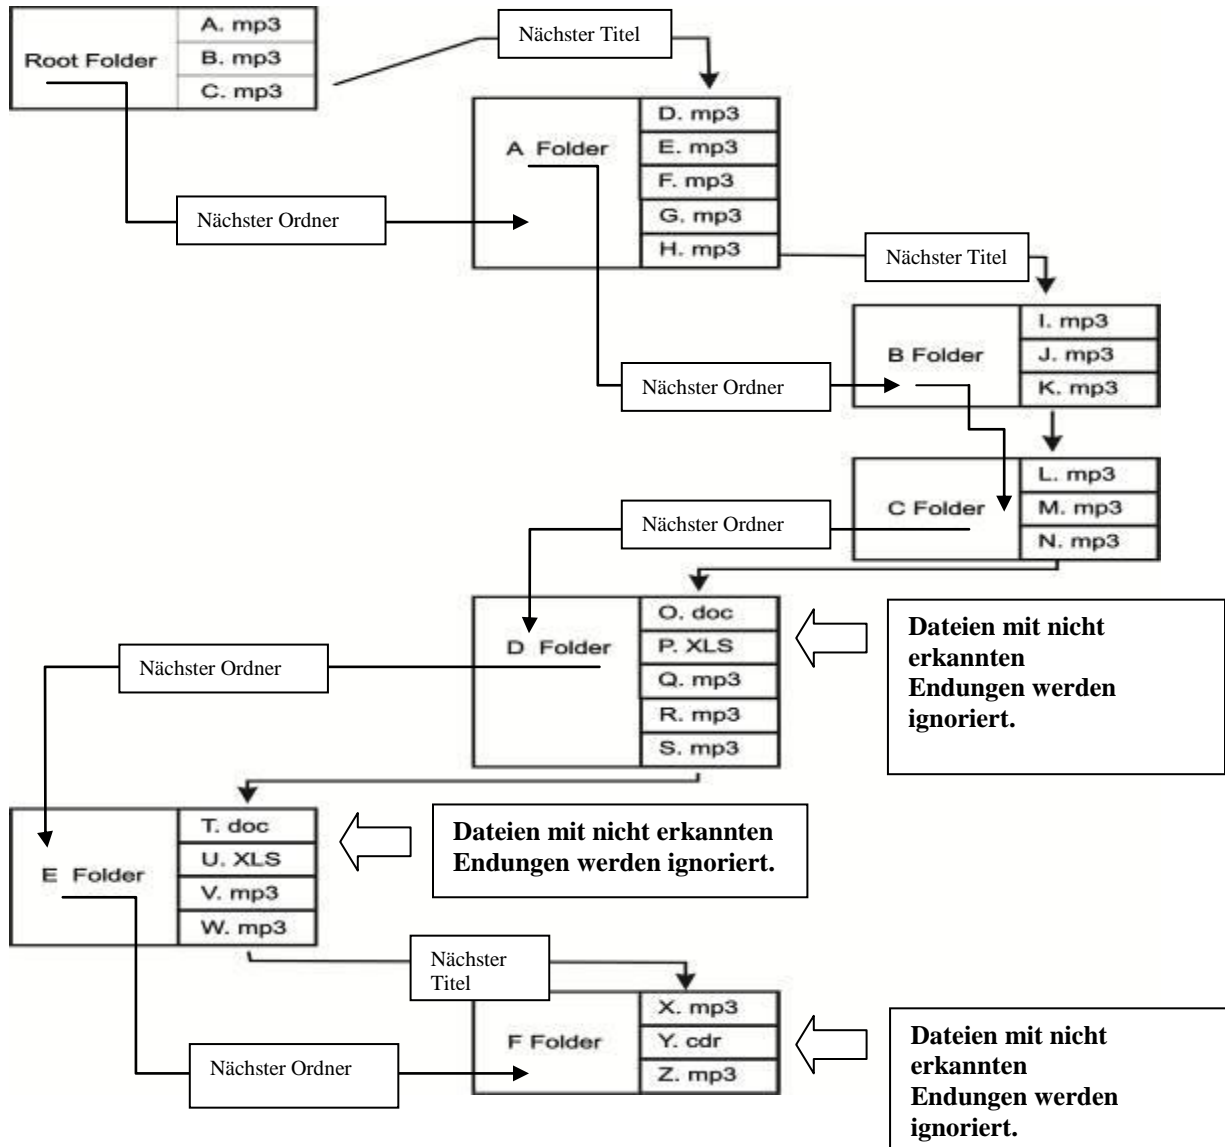 A. mp3
Nächster Titel
Root Folder
B. mp3
C. mp3
D. mp3
A Folder
E. mp3
F. mp3
G. mp3
H. mp3
Nächster Ordner
Nächster Titel
I. mp3
B Folder
J. mp3
K. mp3
Nächster Ordner
L. mp3
C Folder
M. mp3
N. mp3
Nächster Ordner
O. doc
D Folder
P. XLS
Q. mp3
R. mp3
S. mp3
Dateien mit nicht
erkannten
Endungen werden
ignoriert.
Nächster Ordner
T. doc
E Folder
U. XLS
V. mp3
W. mp3
Dateien mit nicht erkannten
Endungen werden ignoriert.
Nächster
Titel
X. mp3
F Folder
Y. cdr
Z. mp3
Nächster Ordner
Dateien mit nicht
erkannten
Endungen werden
ignoriert.